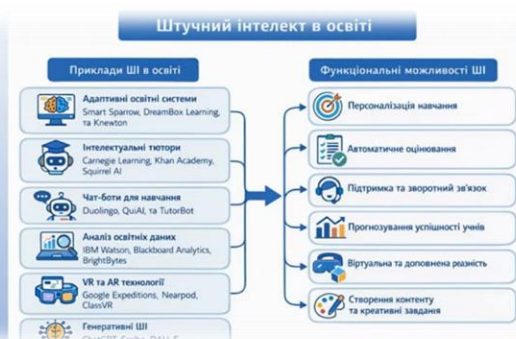 Штучний інтелект в освіті
Приклади ШІ в освіті
Адаптивні освітні системи
Smart Sparrow, DreamBox Learning,
та Knewton
Інтелектуальні тютори
Carnegie Learning, Khan Academy,
Squirrel AI
Чат-боти для навчання
Duolingo, QuiAI, та TutorBot
Аналіз освітніх даних
IBM Watson, Blackboard Analytics,
BrightBytes
VR та AR технології
Google Expeditions, Nearpod,
ClassVR
Генеративні ШІ
Функціональні можливості ШІ
Персоналізація навчання
Автоматичне оцінювання
Підтримка та зворотний зв'язок
Прогнозування успішності учнів
Віртуальна та доповнена реэність
Створення контенту
та креативні завдання